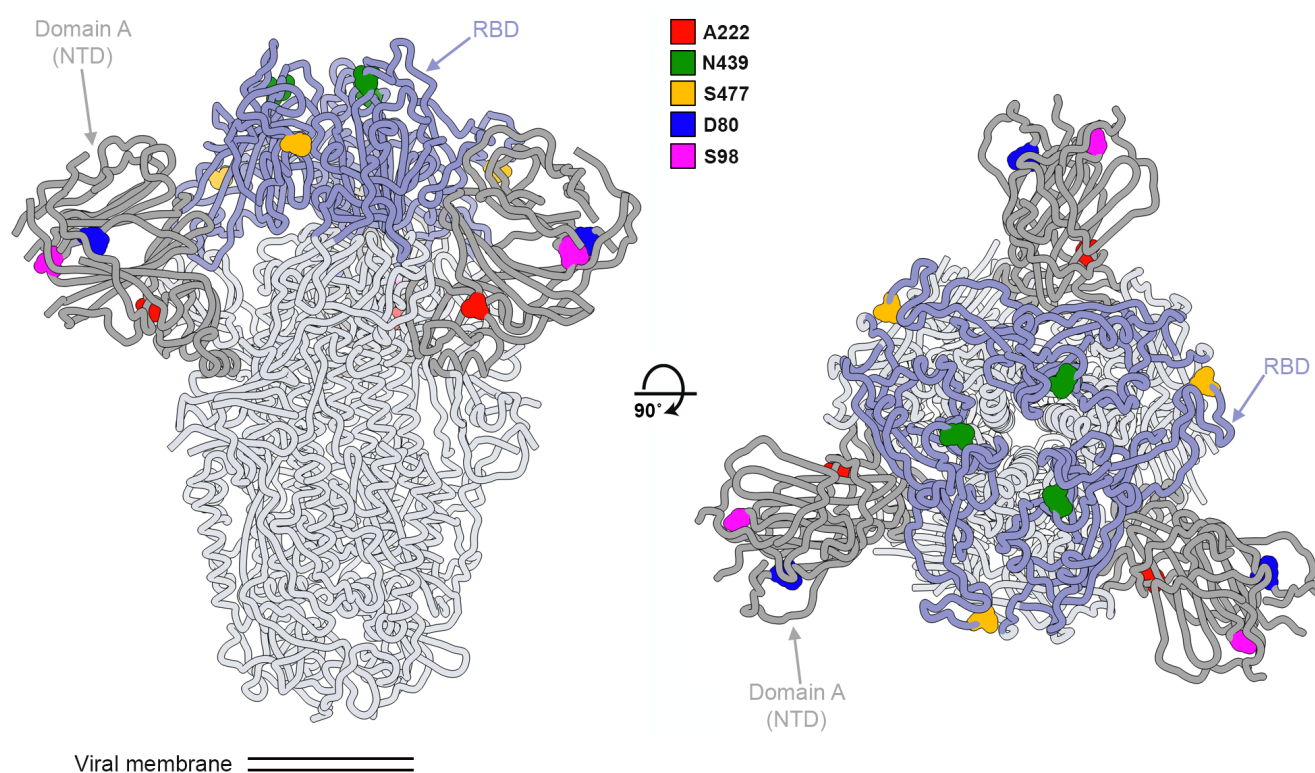 Domain A
(NTD)
RBD
A222
N439
S477
D80
S98
90°
RBD
Domain A
(NTD)
Viral membrane